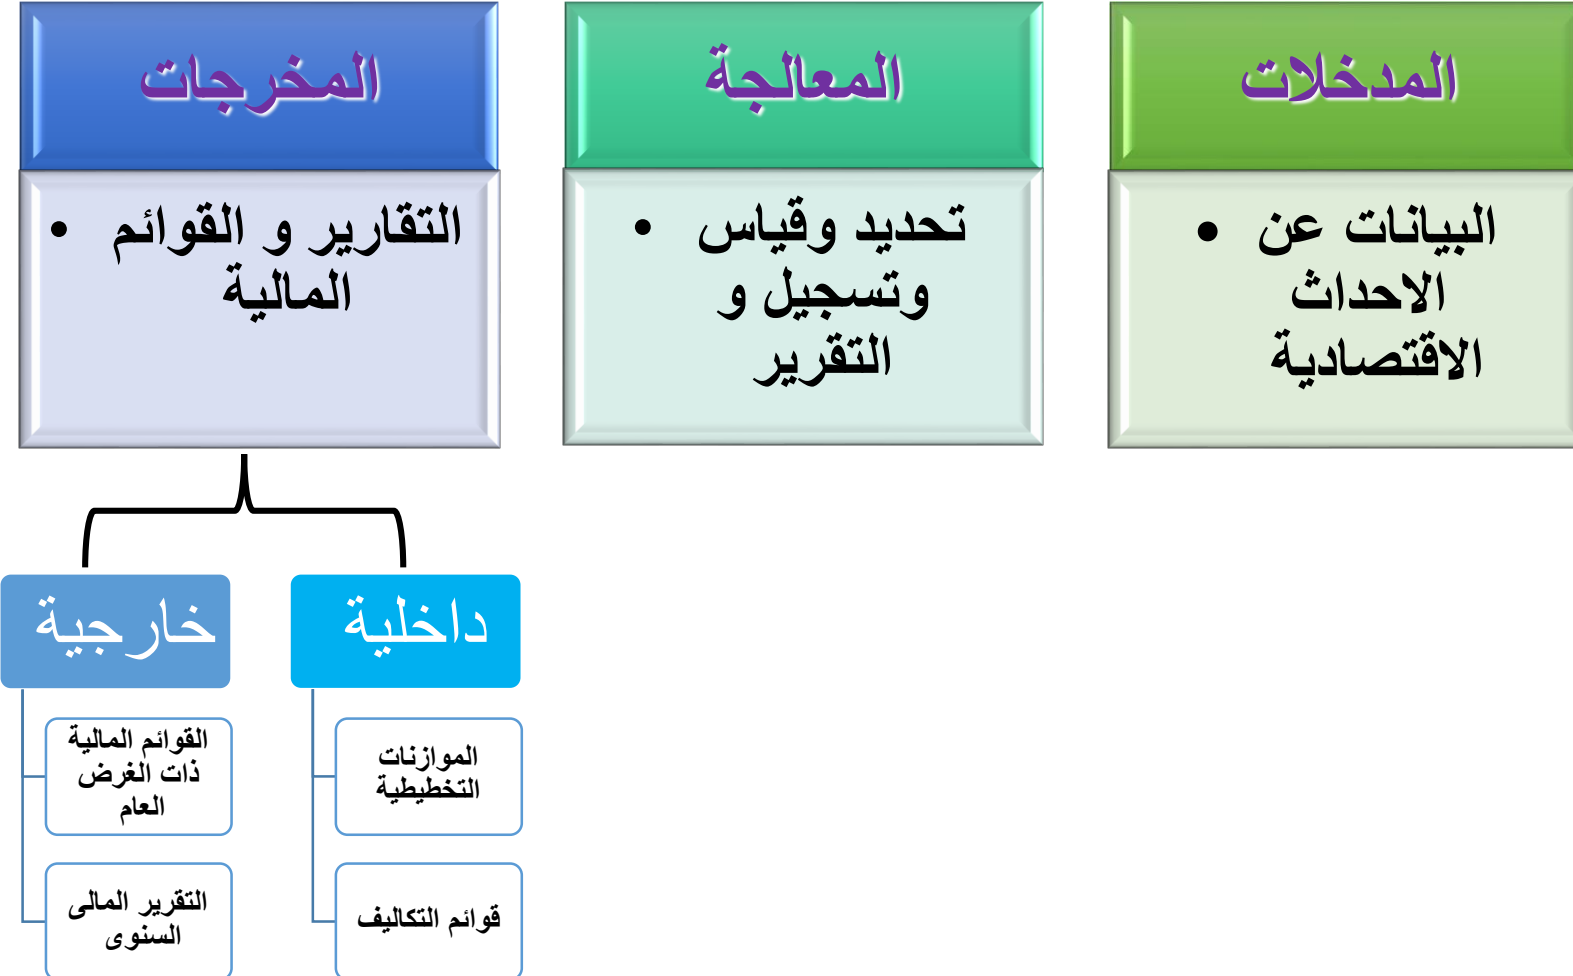 المدخلات
• البيانات عن
الاحداث
الاقتصادية
المعالجة
• تحديد وقياس
وتسجيل و
التقرير
المخرجات
• التقارير و القوائم
المالية
داخلية
الموازنات
التخطيطية
قوائم التكاليف
خارجية
القوائم المالية
ذات الغرض
العام
التقرير المالى
السنوى